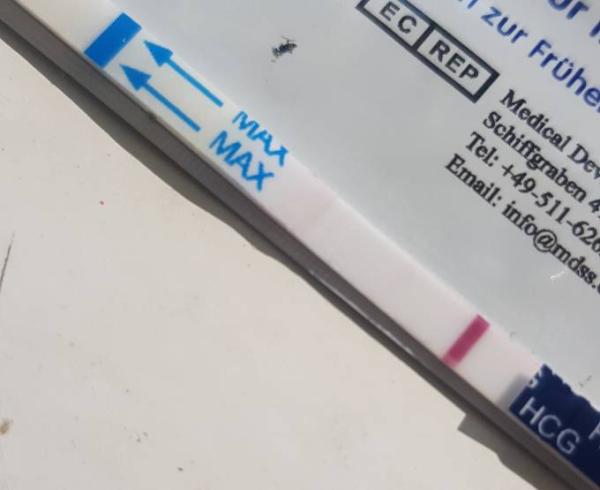 EC REP
zur Frühe
Medical Dev
Schiffgraben 4
Tel: +49-511-626
Email: info@mdss.
MAX
MAX
HCG